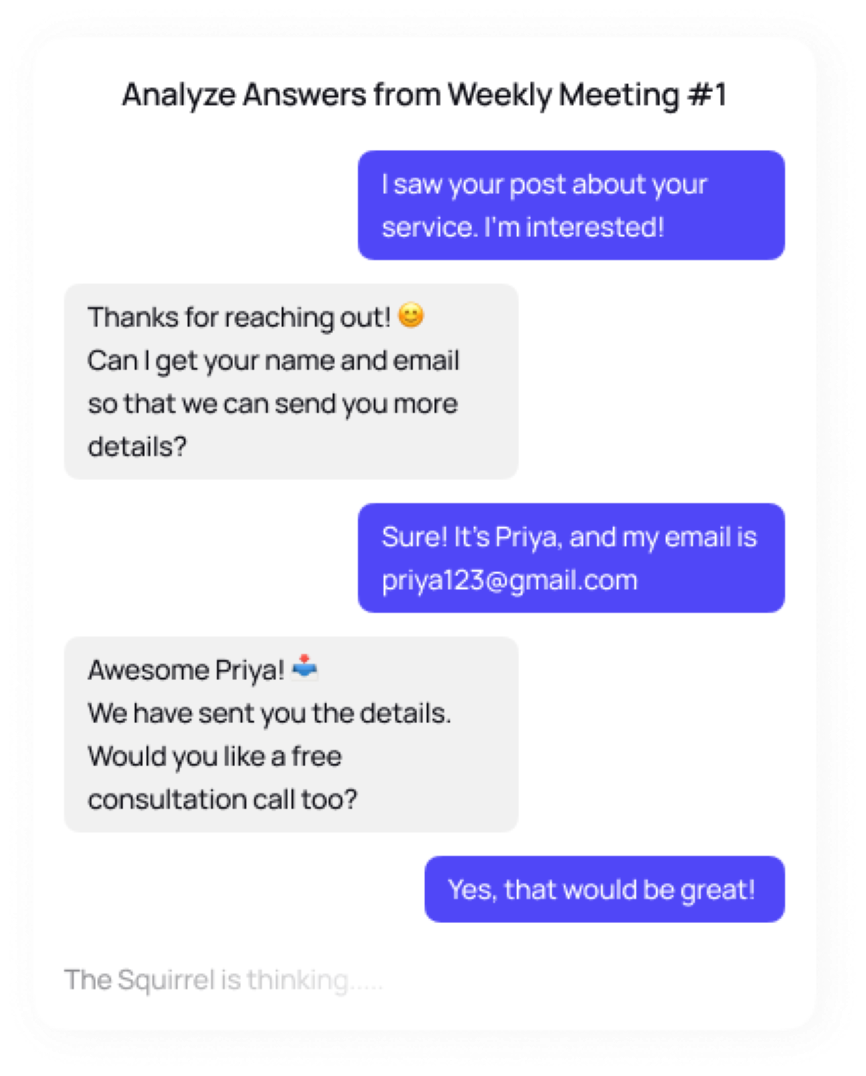 Analyze Answers from Weekly Meeting #1
I saw your post about your
service. I'm interested!
Thanks for reaching out! 😊
Can I get your name and email
so that we can send you more
details?
Sure! It's Priya, and my email is
priya123@gmail.com
Awesome Priya! 📥
We have sent you the details.
Would you like a free
consultation call too?
Yes, that would be great!
The Squirrel is thinking.....